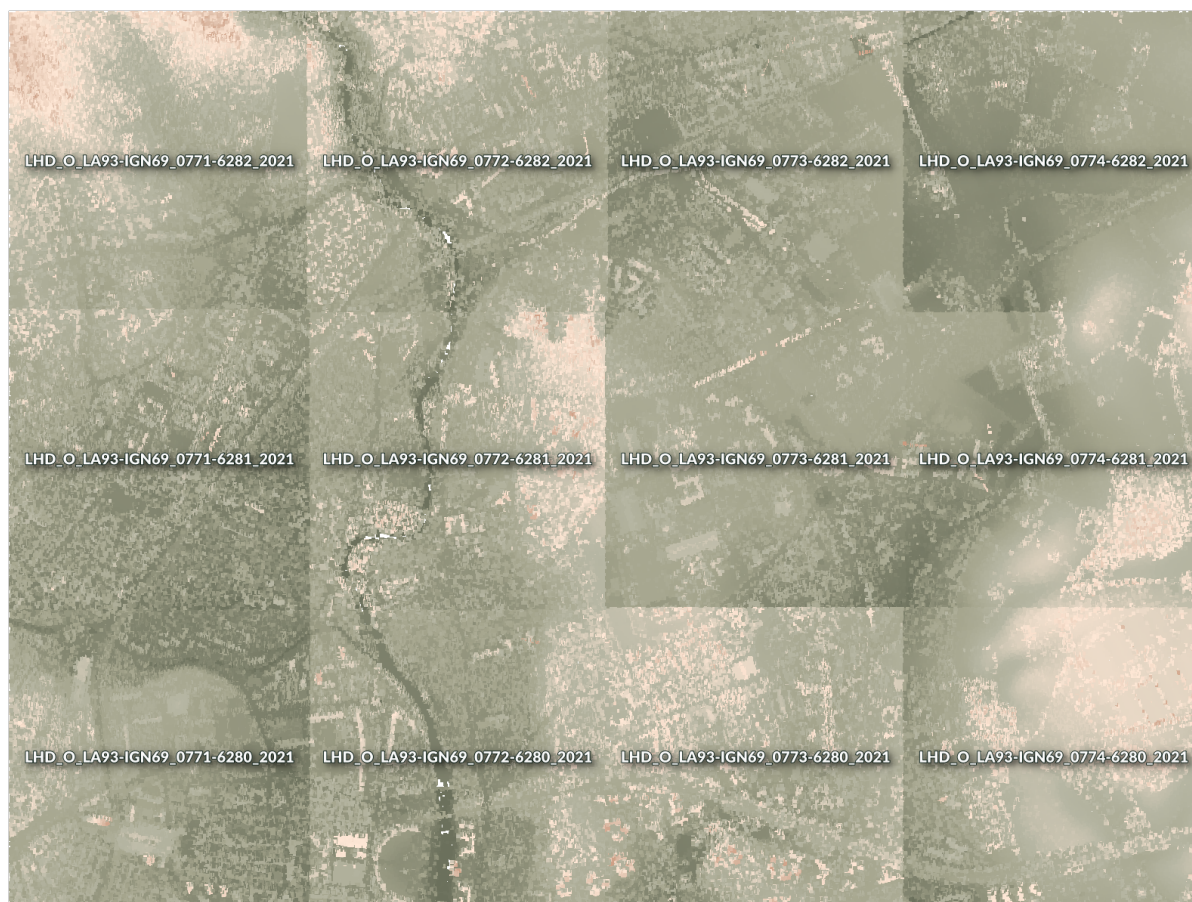 LHD_O_LA93-IGN69_0771-6282_2021
LHD_O_LA93-IGN69_0772-6282_2021
LHD_O_LA93-IGN69_0773-6282_2021
LHD_O_LA93-IGN69_0774-6282_2021
LHD_O_LA93-IGN69_0771-6281_2021
LHD_O_LA93-IGN69_0772-6281_2021
LHD_O_LA93-IGN69_0773-6281_2021
LHD_O_LA93-IGN69_0774-6281_2021
LHD_O_LA93-IGN69_0771-6280_2021
LHD_O_LA93-IGN69_0772-6280_2021
LHD_O_LA93-IGN69_0773-6280_2021
LHD_O_LA93-IGN69_0774-6280_2021